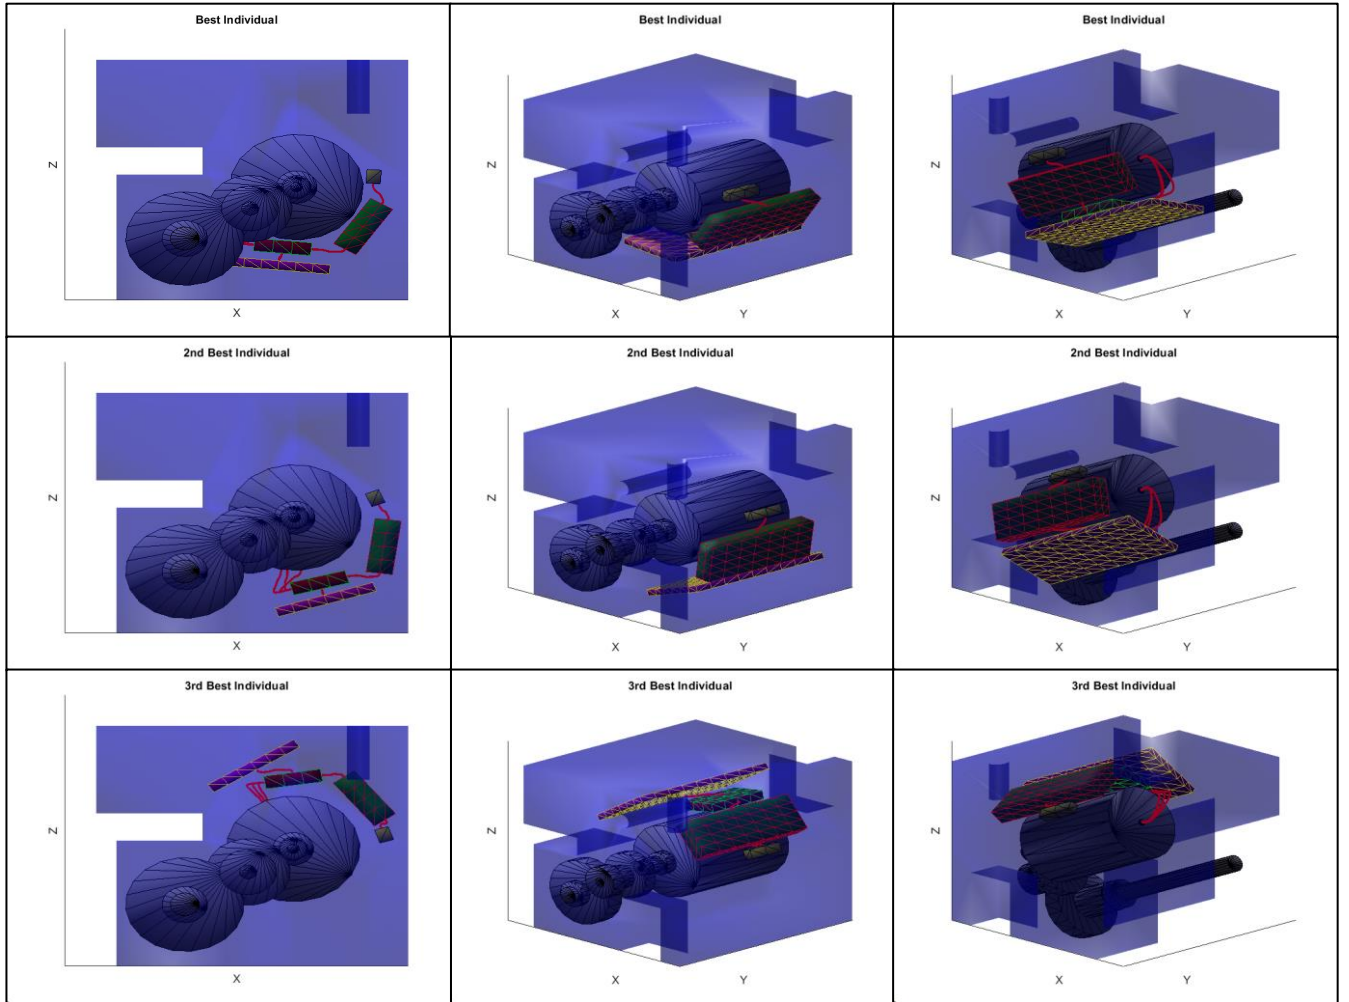 Best Individual
Z
X
Best Individual
Z
X Y
Best Individual
Z
X Y
2nd Best Individual
Z
X
2nd Best Individual
Z
X Y
2nd Best Individual
Z
X Y
3rd Best Individual
Z
X
3rd Best Individual
Z
X Y
3rd Best Individual
Z
X Y